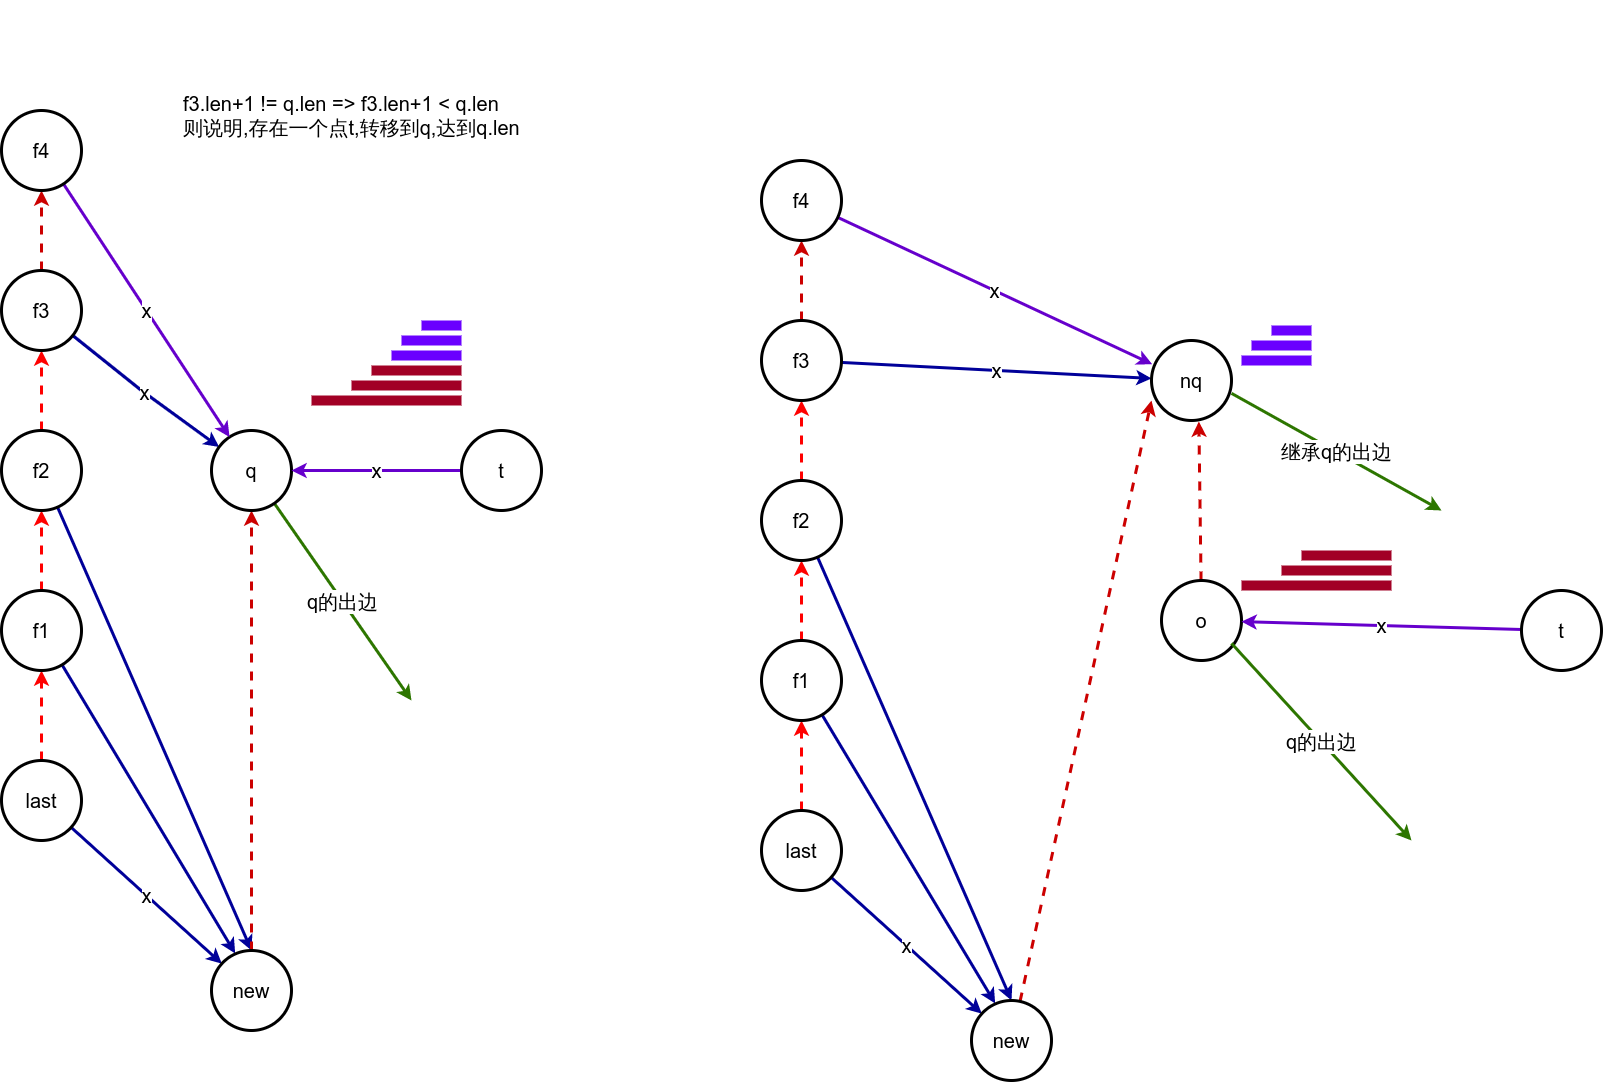 f3.len+1 != q.len => f3.len+1 < q.len
则说明,存在一个点t,转移到q,达到q.len
f4
x
f3
x
f2
q
x
t
q的出边
f1
last
x
new
f4
x
f3
x
nq
继承q的出边
f2
o
x
t
f1
q的出边
last
x
new